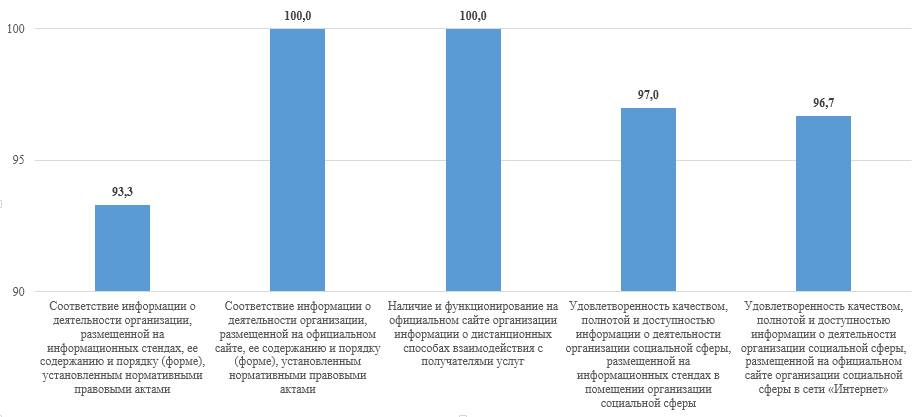 100,0
100,0
100
97,0
96,7
95
93,3
90
Соответствие информации о
деятельности организации,
размещенной на
информационных стендах, ее
содержанию и порядку (форме),
установленным нормативными
правовыми актами
Соответствие информации о
деятельности организации,
размещенной на официальном
сайте, ее содержанию и порядку
(форме), установленным
нормативными правовыми
актами
Наличие и функционирование на
официальном сайте организации
информации о дистанционных
способах взаимодействия с
получателями услуг
Удовлетворенность качеством,
полнотой и доступностью
информации о деятельности
организации социальной сферы,
размещенной на
информационных стендах в
помещении организации
социальной сферы
Удовлетворенность качеством,
полнотой и доступностью
информации о деятельности
организации социальной сферы,
размещенной на официальном
сайте организации социальной
сферы в сети «Интернет»